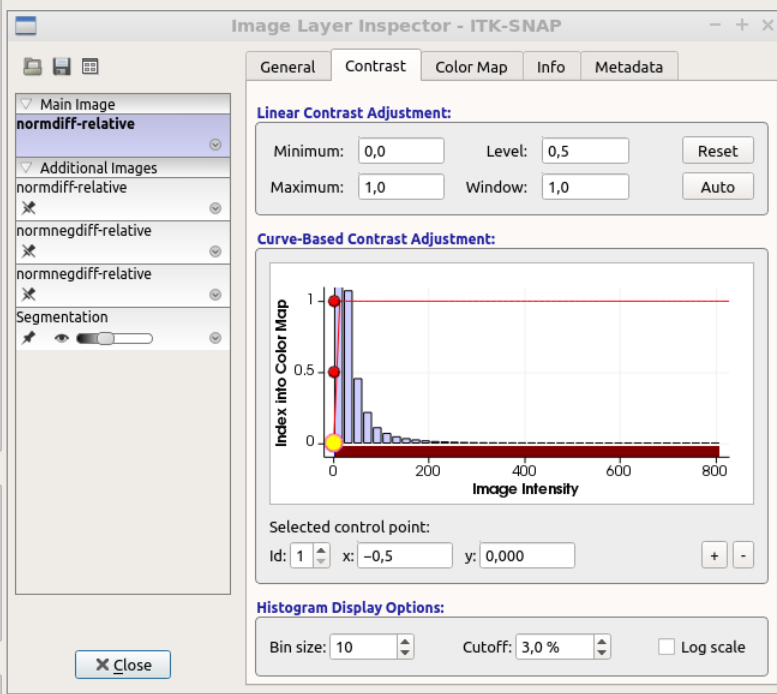 Image Layer Inspector - ITK-SNAP
General Contrast Color Map Info Metadata
Main Image
normdiff-relative
Additional Images
normdiff-relative
normnegdiff-relative
normnegdiff-relative
Segmentation
Linear Contrast Adjustment:
Minimum: 0,0 Level: 0,5 Reset
Maximum: 1,0 Window: 1,0 Auto
Curve-Based Contrast Adjustment:
Index into Color Map
1
0.5
0
0 200 400 600 800
Image Intensity
Selected control point:
Id: 1 x: −0,5 y: 0,000 + -
Histogram Display Options:
Bin size: 10 Cutoff: 3,0 % Log scale
Close